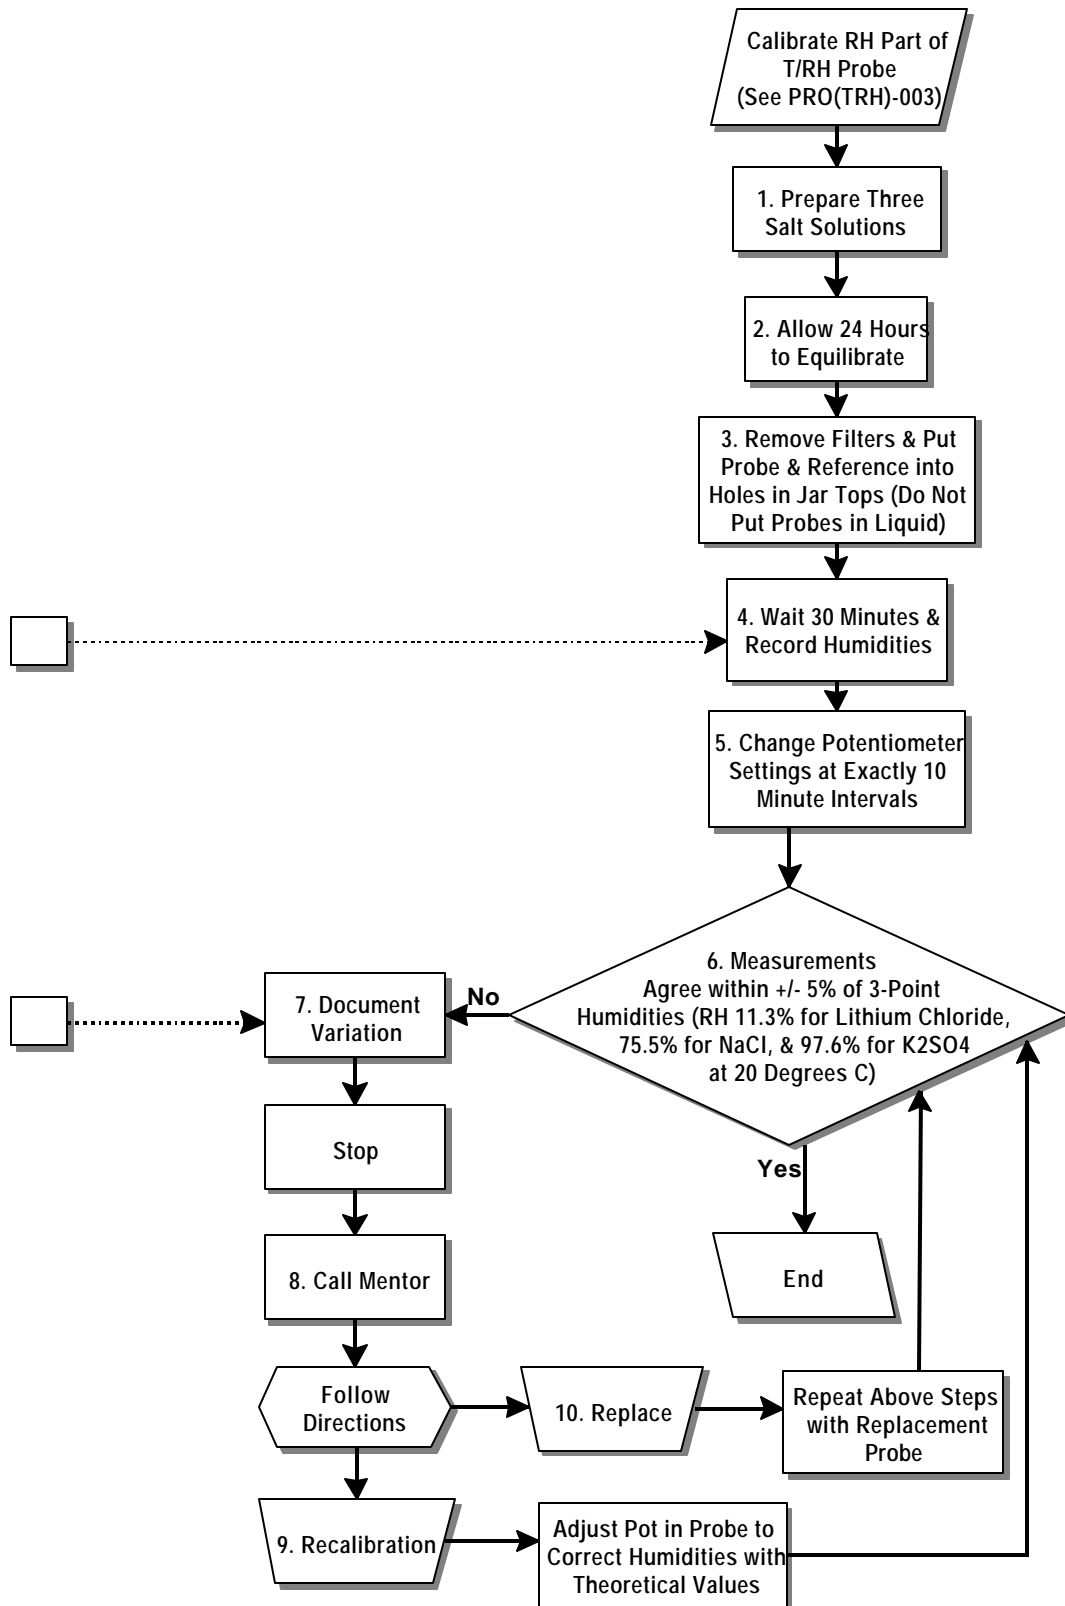 Calibrate RH Part of
T/RH Probe
(See PRO(TRH)-003)
1. Prepare Three
Salt Solutions
2. Allow 24 Hours
to Equilibrate
3. Remove Filters & Put
Probe & Reference into
Holes in Jar Tops (Do Not
Put Probes in Liquid)
4. Wait 30 Minutes &
Record Humidities
5. Change Potentiometer
Settings at Exactly 10
Minute Intervals
6. Measurements
Agree within +/- 5% of 3-Point
Humidities (RH 11.3% for Lithium Chloride,
75.5% for NaCl, & 97.6% for K2SO4
at 20 Degrees C)
No
7. Document
Variation
Stop
Yes
8. Call Mentor
End
Follow
Directions
10. Replace
Repeat Above Steps
with Replacement
Probe
9. Recalibration
Adjust Pot in Probe to
Correct Humidities with
Theoretical Values